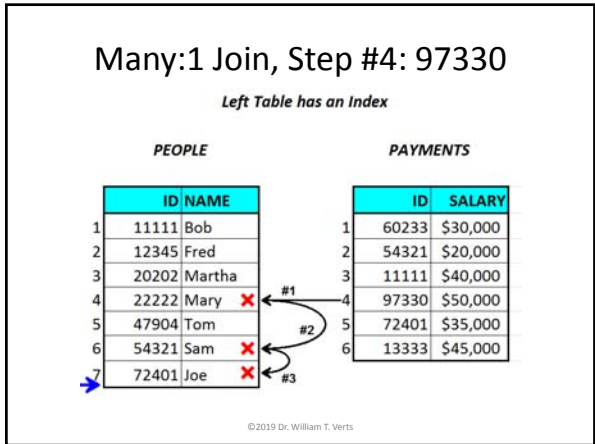 Many:1 Join, Step #4: 97330
Left Table has an Index
PEOPLE
ID NAME
1 11111 Bob
2 12345 Fred
3 20202 Martha
4 22222 Mary
5 47904 Tom
6 54321 Sam
7 72401 Joe
#1
#2
#3
PAYMENTS
ID SALARY
1 60233 $30,000
2 54321 $20,000
3 11111 $40,000
4 97330 $50,000
5 72401 $35,000
6 13333 $45,000
©2019 Dr. William T. Verts